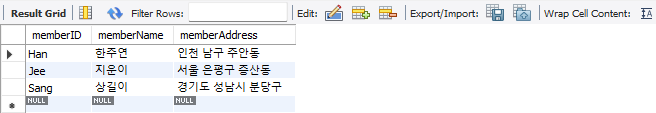 Result Grid Filter Rows: Edit: Export/Import: Wrap Cell Content: IA
memberID memberName memberAddress
Han 한주연 인천 남구 주안동
Jee 지운이 서울 은평구 증산동
Sang 상길이 경기도 성남시 분당구
NULL NULL NULL